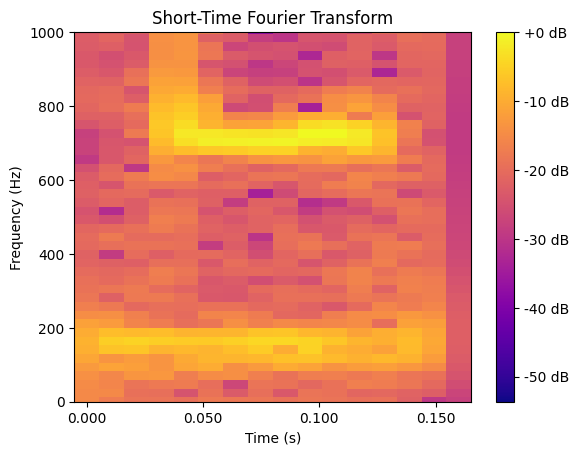 Short-Time Fourier Transform
1000
800
600
400
200
0
Frequency (Hz)
0.000
0.050
0.100
0.150
Time (s)
+0 dB
-10 dB
-20 dB
-30 dB
-40 dB
-50 dB